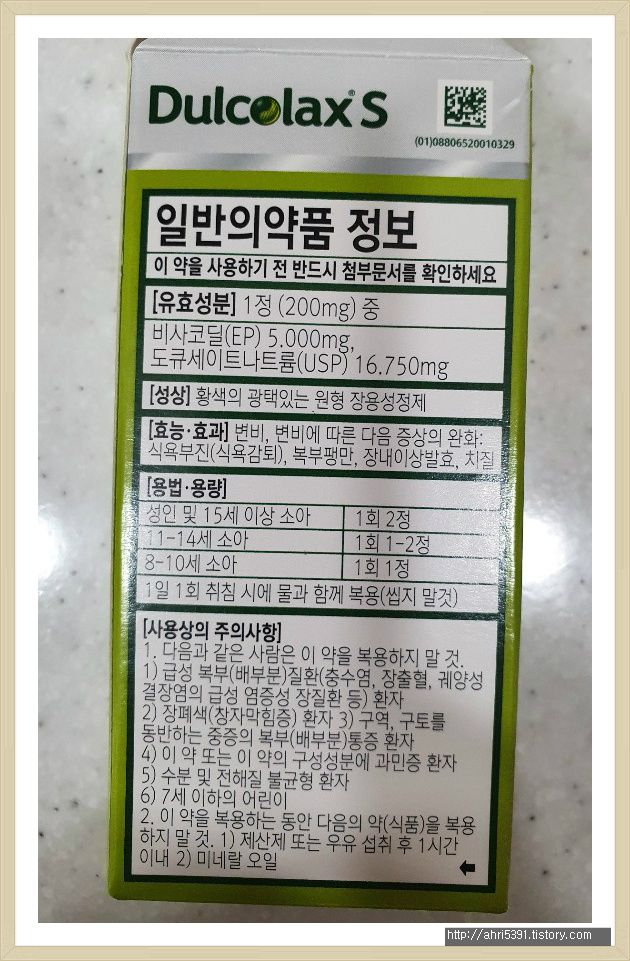 Dulcolax® S
(01)08806520010329
일반의약품 정보
이 약을 사용하기 전 반드시 첨부문서를 확인하세요
[유효성분] 1정 (200mg) 중
비사코딜(EP) 5.000mg,
도큐세이트나트륨(USP) 16.750mg
[성상] 황색의 광택있는 원형 장용성정제
[효능·효과] 변비, 변비에 따른 다음 증상의 완화:
식욕부진(식욕감퇴), 복부팽만, 장내이상발효, 치질
[용법·용량]
성인 및 15세 이상 소아 1회 2정
11-14세 소아 1회 1-2정
8-10세 소아 1회 1정
1일 1회 취침 시에 물과 함께 복용(씹지 말것)
[사용상의 주의사항]
1. 다음과 같은 사람은 이 약을 복용하지 말 것.
1) 급성 복부(배부분)질환(충수염, 장출혈, 궤양성
결장염의 급성 염증성 장질환 등) 환자
2) 장폐색(창자막힘증) 환자 3) 구역, 구토를
동반하는 중증의 복부(배부분)통증 환자
4) 이 약 또는 이 약의 구성성분에 과민증 환자
5) 수분 및 전해질 불균형 환자
6) 7세 이하의 어린이
2. 이 약을 복용하는 동안 다음의 약(식품)을 복용
하지 말 것. 1) 제산제 또는 우유 섭취 후 1시간
이내 2) 미네랄 오일
http://ahri5391.tistory.com